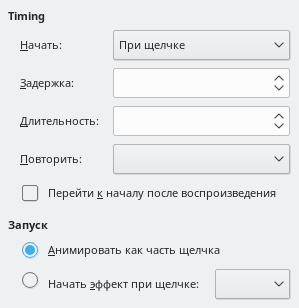 Timing
Начать:
При щелчке
Задержка:
Длительность:
Повторить:
Перейти к началу после воспроизведения
Запуск
Анимировать как часть щелчка
Начать эффект при щелчке: